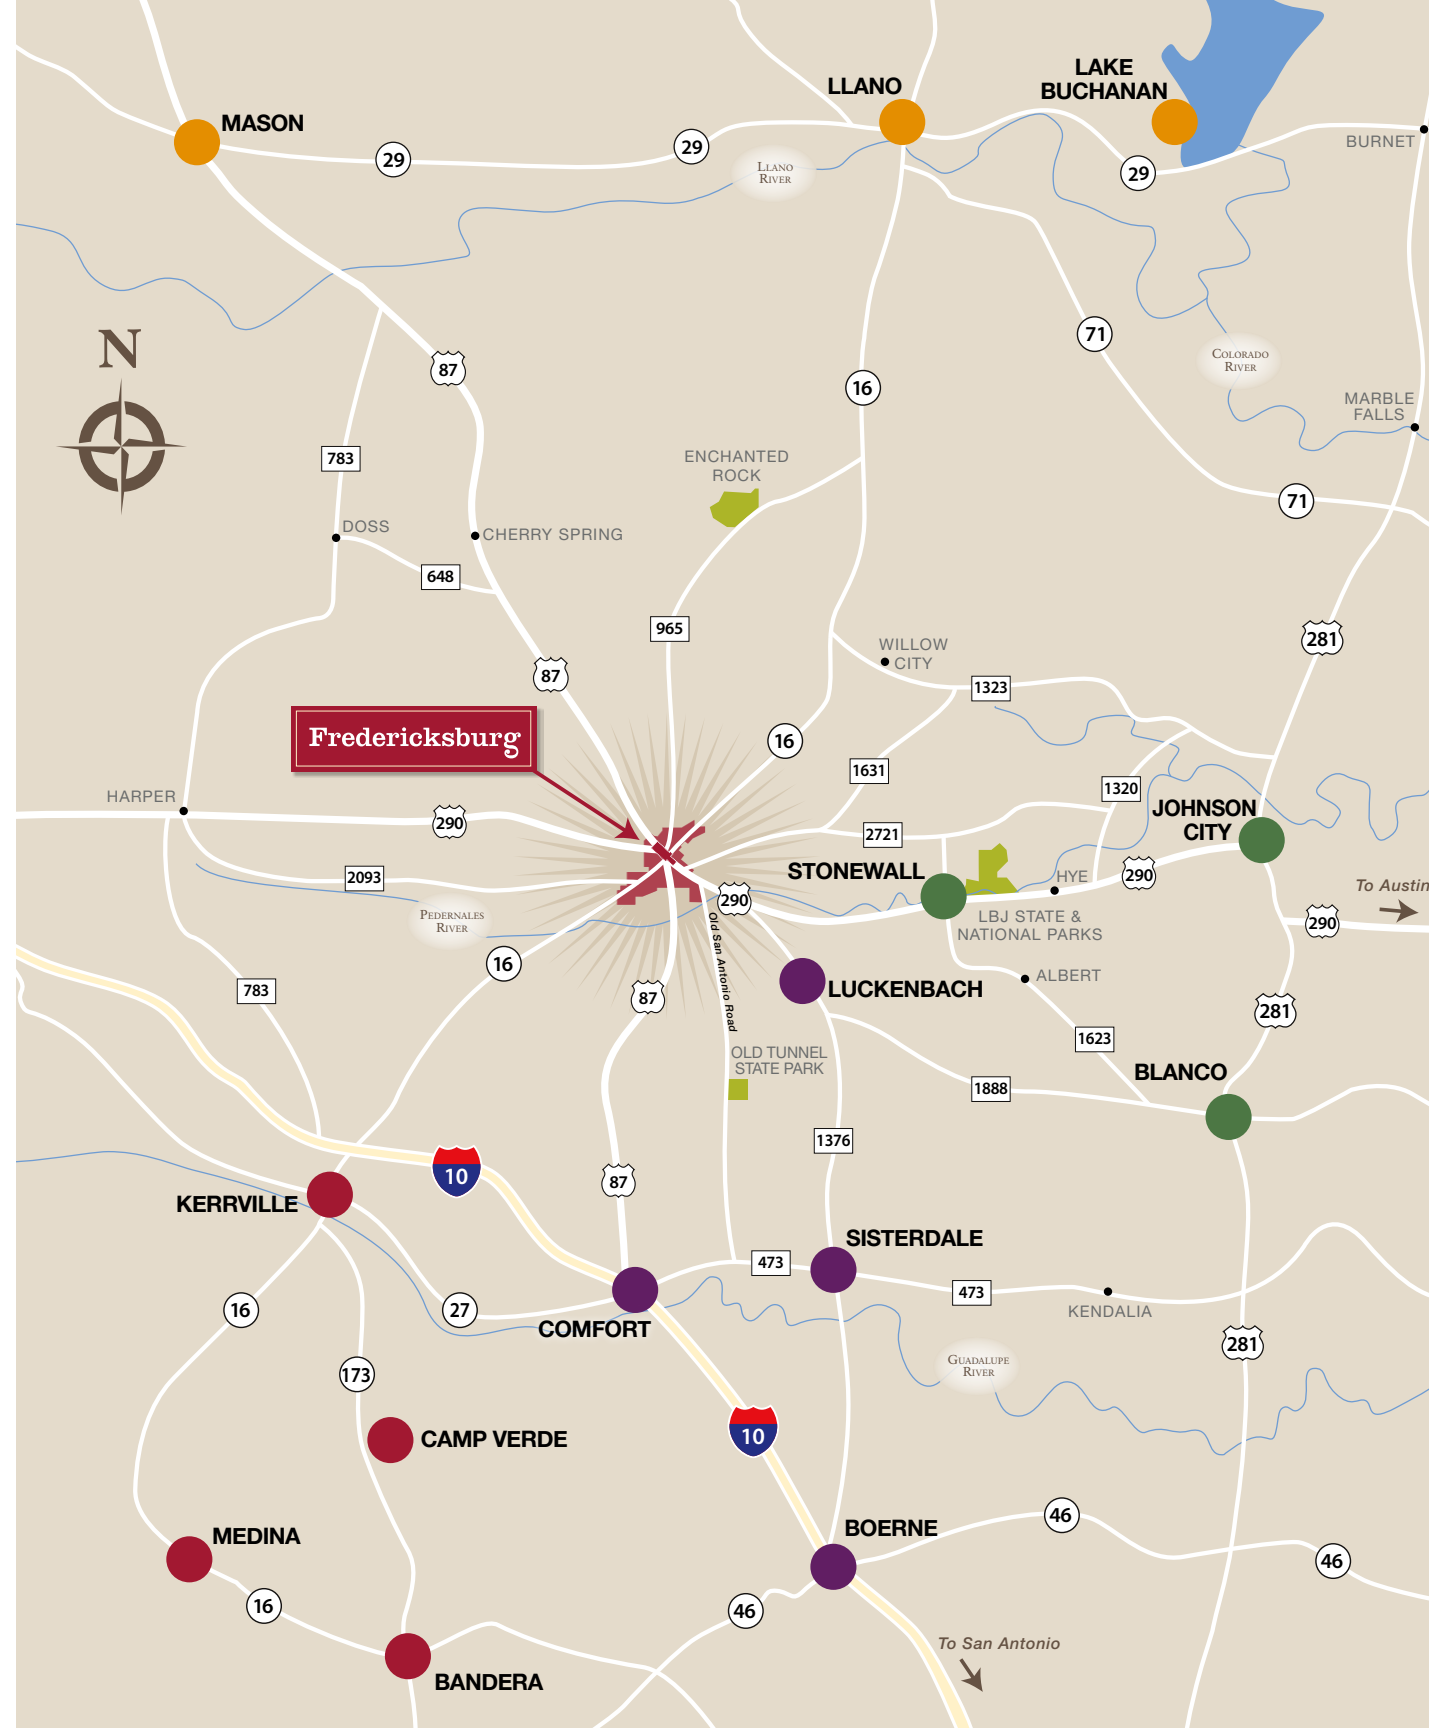 LAKE
BUCHANAN
LLANO
MASON
BURNET
29
29
29
LLANO
RIVER
71
COLORADO
RIVER
N
87
16
MARBLE
FALLS
783
ENCHANTED
ROCK
71
DOSS
CHERRY SPRING
648
965
281
WILLOW
CITY
87
1323
Fredericksburg
16
1631
1320
HARPER
JOHNSON
CITY
290
2721
STONEWALL
HYE
290
2093
To Austin
290
PEDERNALES
RIVER
LBJ STATE &
NATIONAL PARKS
290
Old San Antonio Road
16
ALBERT
783
87
LUCKENBACH
281
1623
OLD TUNNEL
STATE PARK
BLANCO
1888
1376
10
87
KERRVILLE
SISTERDALE
473
473
16
27
KENDALIA
COMFORT
281
GUADALUPE
RIVER
173
10
CAMP VERDE
46
BOERNE
MEDINA
46
16
46
To San Antonio
BANDERA